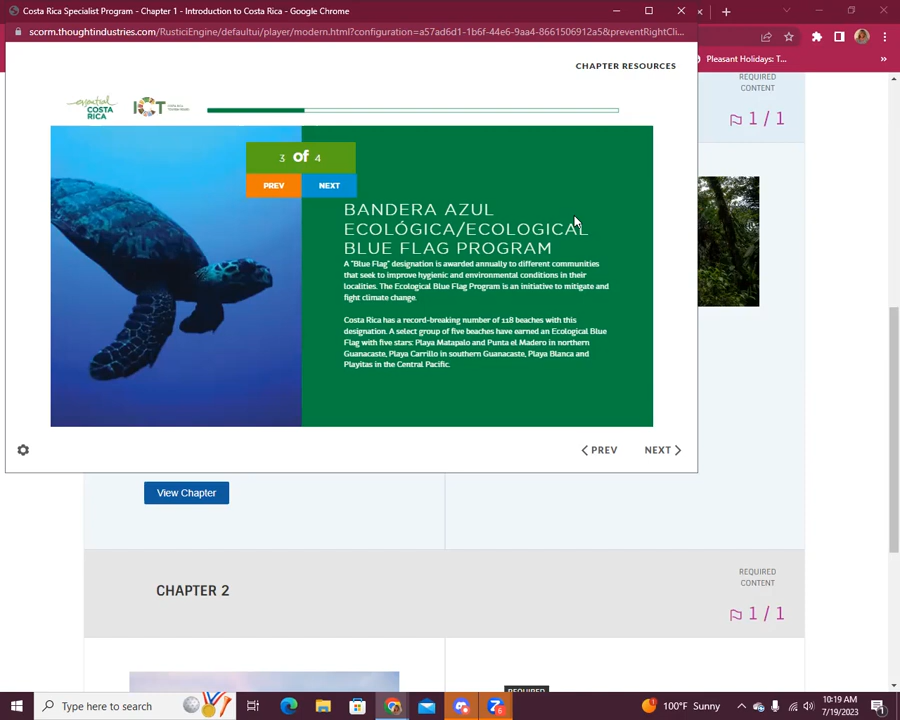 Costa Rica Specialist Program - Chapter 1 - Introduction to Costa Rica - Google Chrome
scorm.thoughtindustries.com/RusticiEngine/defaultui/player/modern.html?configuration=a57ad6d1-1b6f-44e6-9aa4-8661506912a5&preventRightCli...
Pleasant Holidays: T...
CHAPTER RESOURCES
REQUIRED
CONTENT
1 / 1
essential
COSTA
RICA
3 of 4
PREV
NEXT
BANDERA AZUL
ECOLÓGICA/ECOLOGICAL
BLUE FLAG PROGRAM
A "Blue Flag" designation is awarded annually to different communities
that seek to improve hygienic and environmental conditions in their
localities. The Ecological Blue Flag Program is an initiative to mitigate and
fight climate change.
Costa Rica has a record-breaking number of 118 beaches with this
designation. A select group of five beaches have earned an Ecological Blue
Flag with five stars: Playa Matapalo and Punta el Madero in northern
Guanacaste, Playa Carrillo in southern Guanacaste, Playa Blanca and
Playitas in the Central Pacific.
PREV
NEXT
View Chapter
CHAPTER 2
REQUIRED
CONTENT
1 / 1
REQUIRED
Type here to search
100°F Sunny
10:19 AM
7/19/2023